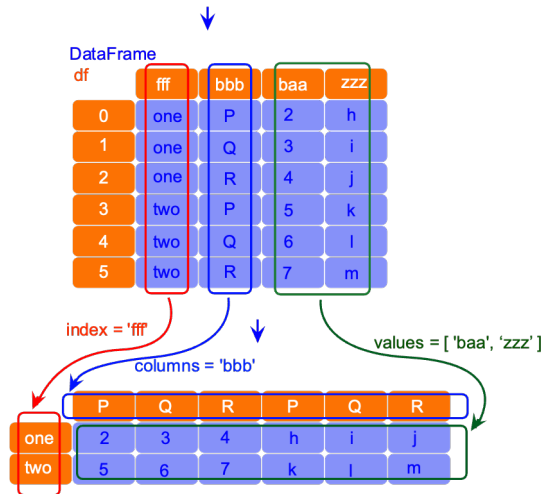 DataFrame
df
fff bbb baa zzz
0 one P 2 h
1 one Q 3 i
2 one R 4 j
3 two P 5 k
4 two Q 6 l
5 two R 7 m
index = 'fff'
values = [ 'baa', ‘zzz’ ]
columns = 'bbb'
P Q R P Q R
one 2 3 4 h i j
two 5 6 7 k l m